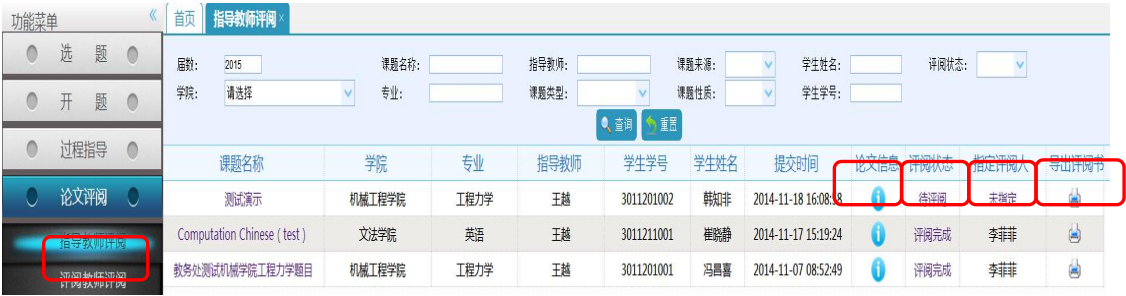 功能菜单 «
首页 指导教师评阅 ×
选 题
开 题
过程指导
论文评阅
指导教师评阅
评阅教师评阅
届数: 2015 课题名称: 指导教师: 课题来源: 学生姓名: 评阅状态:
学院: 请选择 专业: 课题类型: 课题性质: 学生学号:
查询 重置
课题名称 学院 专业 指导教师 学生学号 学生姓名 提交时间 论文信息 评阅状态 指定评阅人 导出评阅书
测试演示 机械工程学院 工程力学 王越 3011201002 韩知非 2014-11-18 16:08:58 待评阅 未指定
Computation Chinese ( test ) 文法学院 英语 王越 3011211001 崔晓静 2014-11-17 15:19:24 评阅完成 李菲菲
教务处测试机械学院工程力学题目 机械工程学院 工程力学 王越 3011201001 冯昌喜 2014-11-07 08:52:49 评阅完成 李菲菲